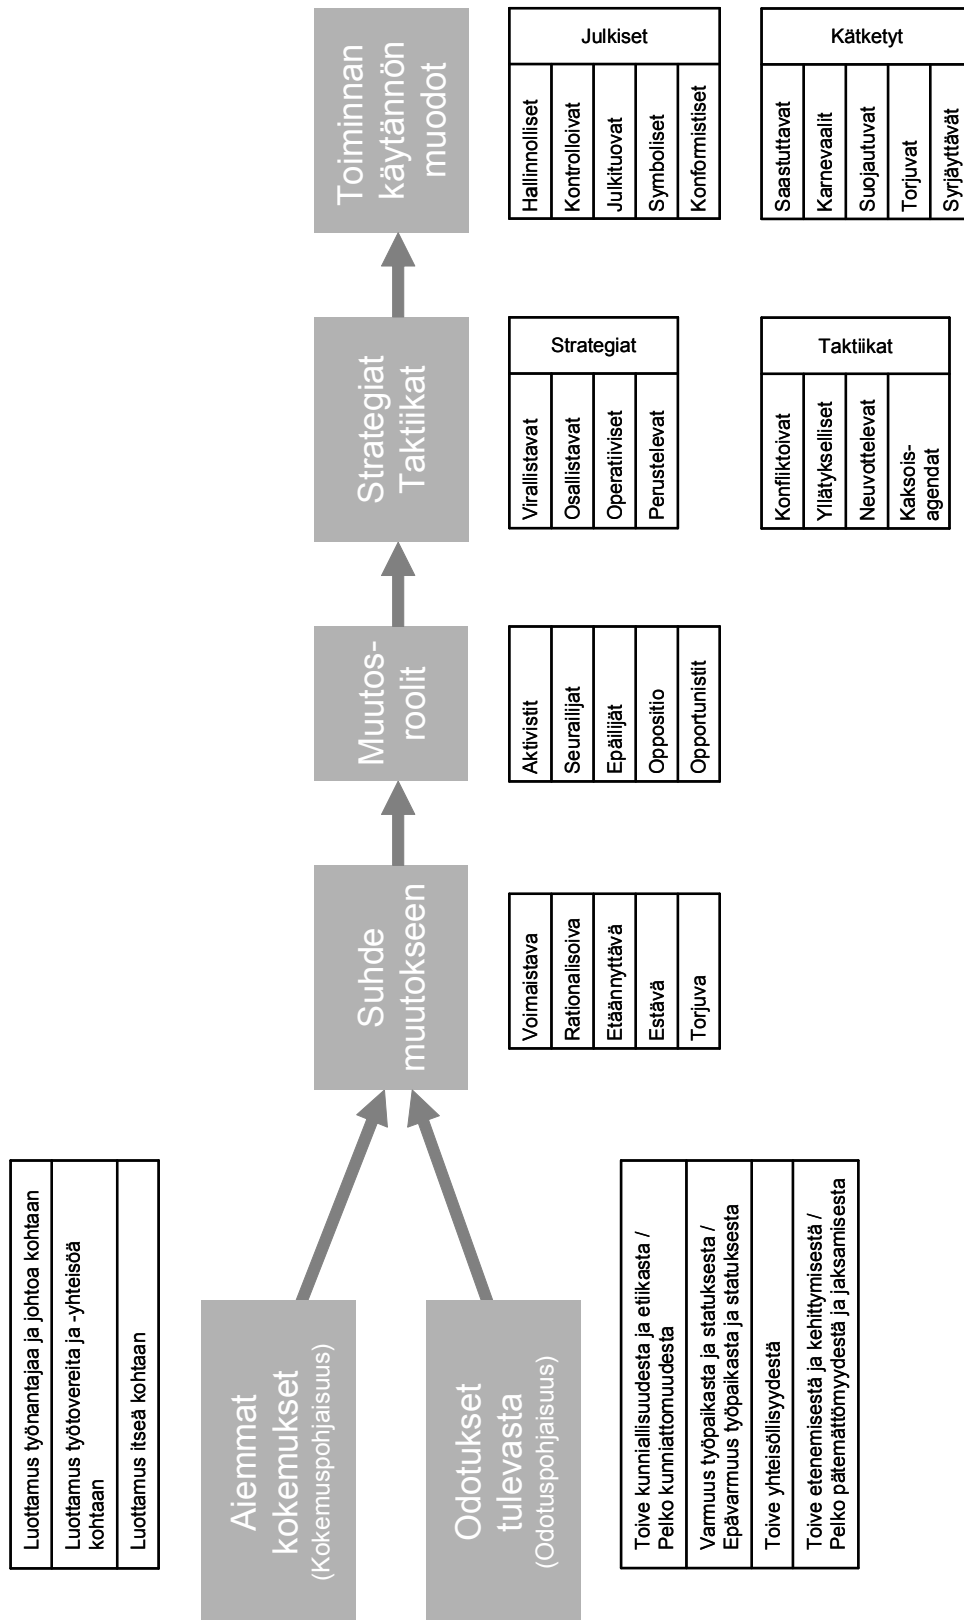 Luottamus työnantajaa ja johtoa kohtaan
Luottamus työtovereita ja -yhteisöä
kohtaan
Luottamus itseä kohtaan
Aiemmat
kokemukset
(Kokemuspohjaisuus)
Odotukset
tulevasta
(Odotuspohjaisuus)
Toive kunniallisuudesta ja etiikasta /
Pelko kunniattomuudesta
Varmuus työpaikasta ja statuksesta /
Epävarmuus työpaikasta ja statuksesta
Toive yhteisöllisyydestä
Toive etenemisestä ja kehittymisestä /
Pelko pätemättömyydestä ja jaksamisesta
Suhde
muutokseen
Voimaistava
Rationalisoiva
Etäännyttävä
Estävä
Torjuva
Muutos-
roolit
Aktivistit
Seurailijat
Epäilijät
Oppositio
Opportunistit
Strategiat
Taktiikat
Strategiat
Virallistavat
Osallistavat
Operatiiviset
Perustelevat
Taktiikat
Konfliktoivat
Yllätykselliset
Neuvottelevat
Kaksois-
agendat
Toiminnan
käytännön
muodot
Julkiset
Hallinnolliset
Kontrolloivat
Julkituovat
Symboliset
Konformistiset
Kätketyt
Saastuttavat
Karnevaalit
Suojautuvat
Torjuvat
Syrjäyttävät